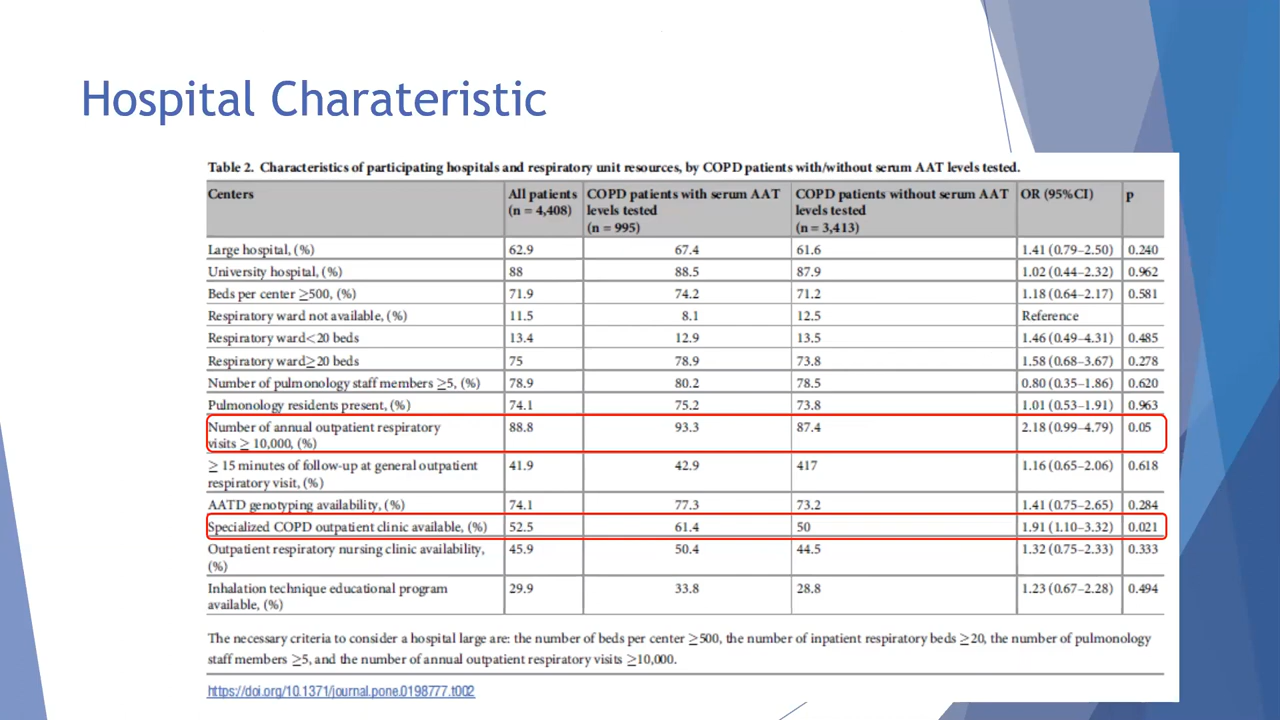 Hospital Charateristic
Table 2. Characteristics of participating hospitals and respiratory unit resources, by COPD patients with/without serum AAT levels tested.
Centers | All patients (n = 4,408) | COPD patients with serum AAT levels tested (n = 995) | COPD patients without serum AAT levels tested (n = 3,413) | OR (95%CI) | p
Large hospital, (%) | 62.9 | 67.4 | 61.6 | 1.41 (0.79–2.50) | 0.240
University hospital, (%) | 88 | 88.5 | 87.9 | 1.02 (0.44–2.32) | 0.962
Beds per center ≥500, (%) | 71.9 | 74.2 | 71.2 | 1.18 (0.64–2.17) | 0.581
Respiratory ward not available, (%) | 11.5 | 8.1 | 12.5 | Reference
Respiratory ward<20 beds | 13.4 | 12.9 | 13.5 | 1.46 (0.49–4.31) | 0.485
Respiratory ward≥20 beds | 75 | 78.9 | 73.8 | 1.58 (0.68–3.67) | 0.278
Number of pulmonology staff members ≥5, (%) | 78.9 | 80.2 | 78.5 | 0.80 (0.35–1.86) | 0.620
Pulmonology residents present, (%) | 74.1 | 75.2 | 73.8 | 1.01 (0.53–1.91) | 0.963
Number of annual outpatient respiratory visits ≥ 10,000, (%) | 88.8 | 93.3 | 87.4 | 2.18 (0.99–4.79) | 0.05
≥ 15 minutes of follow-up at general outpatient respiratory visit, (%) | 41.9 | 42.9 | 417 | 1.16 (0.65–2.06) | 0.618
AATD genotyping availability, (%) | 74.1 | 77.3 | 73.2 | 1.41 (0.75–2.65) | 0.284
Specialized COPD outpatient clinic available, (%) | 52.5 | 61.4 | 50 | 1.91 (1.10–3.32) | 0.021
Outpatient respiratory nursing clinic availability, (%) | 45.9 | 50.4 | 44.5 | 1.32 (0.75–2.33) | 0.333
Inhalation technique educational program available, (%) | 29.9 | 33.8 | 28.8 | 1.23 (0.67–2.28) | 0.494
The necessary criteria to consider a hospital large are: the number of beds per center ≥500, the number of inpatient respiratory beds ≥20, the number of pulmonology
staff members ≥5, and the number of annual outpatient respiratory visits ≥10,000.
https://doi.org/10.1371/journal.pone.0198777.t002